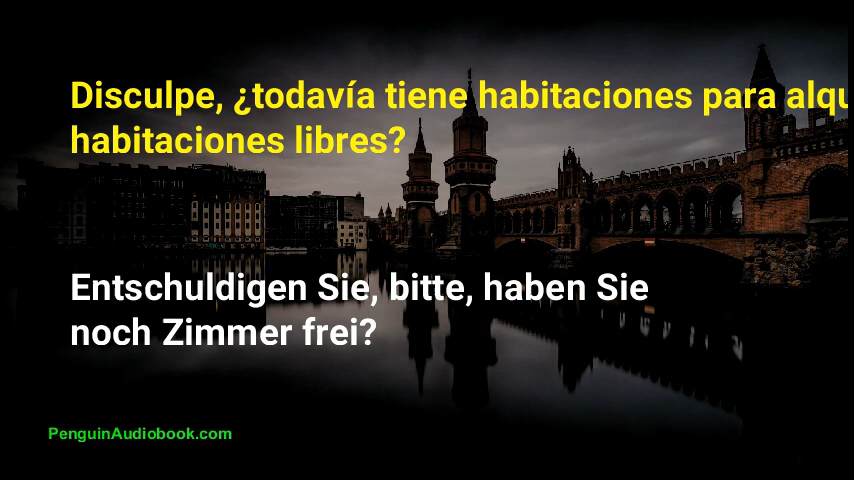 Disculpe, ¿todavía tiene habitaciones para
habitaciones libres?
Entschuldigen Sie, bitte, haben Sie
noch Zimmer frei?
PenguinAudiobook.com